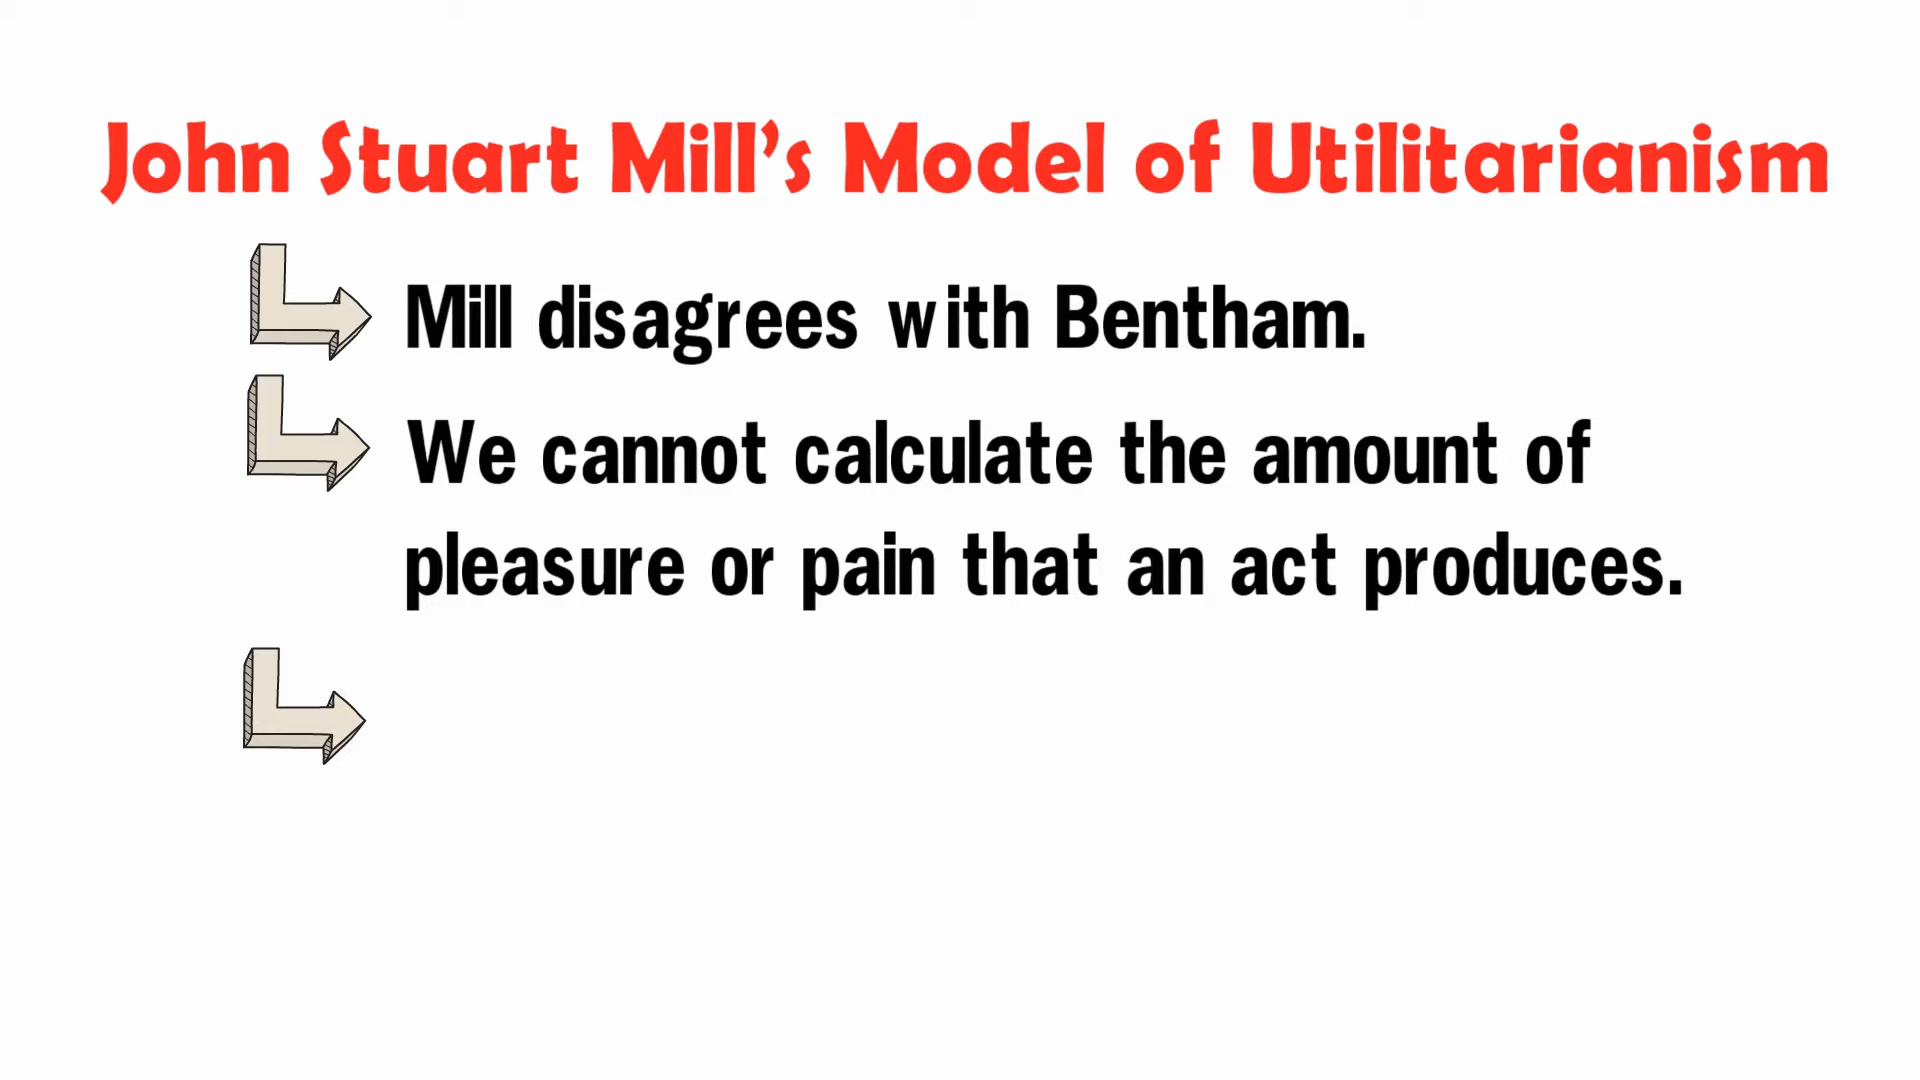 John Stuart Mill’s Model of Utilitarianism
Mill disagrees with Bentham.
We cannot calculate the amount of
pleasure or pain that an act produces.